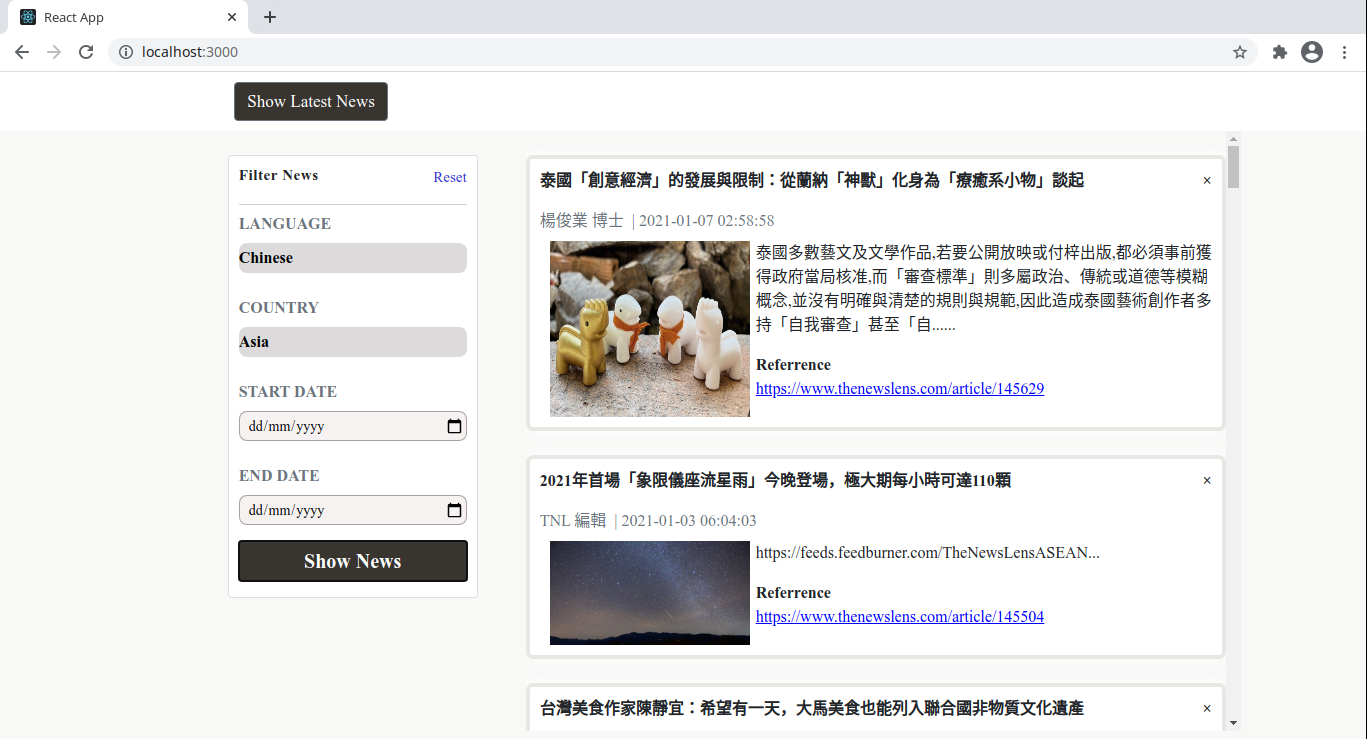 React App
localhost:3000
Show Latest News
Filter News
Reset
LANGUAGE
Chinese
COUNTRY
Asia
START DATE
dd/mm/yyyy
END DATE
dd/mm/yyyy
Show News
泰國「創意經濟」的發展與限制：從蘭納「神獸」化身為「療癒系小物」談起 ×
楊俊業 博士 | 2021-01-07 02:58:58
泰國多數藝文及文學作品,若要公開放映或付梓出版,都必須事前獲
得政府當局核准,而「審查標準」則多屬政治、傳統或道德等模糊
概念,並沒有明確與清楚的規則與規範,因此造成泰國藝術創作者多
持「自我審查」甚至「自......
Referrence
https://www.thenewslens.com/article/145629
2021年首場「象限儀座流星雨」今晚登場，極大期每小時可達110顆 ×
TNL 編輯 | 2021-01-03 06:04:03
https://feeds.feedburner.com/TheNewsLensASEAN...
Referrence
https://www.thenewslens.com/article/145504
台灣美食作家陳靜宜：希望有一天，大馬美食也能列入聯合國非物質文化遺產 ×